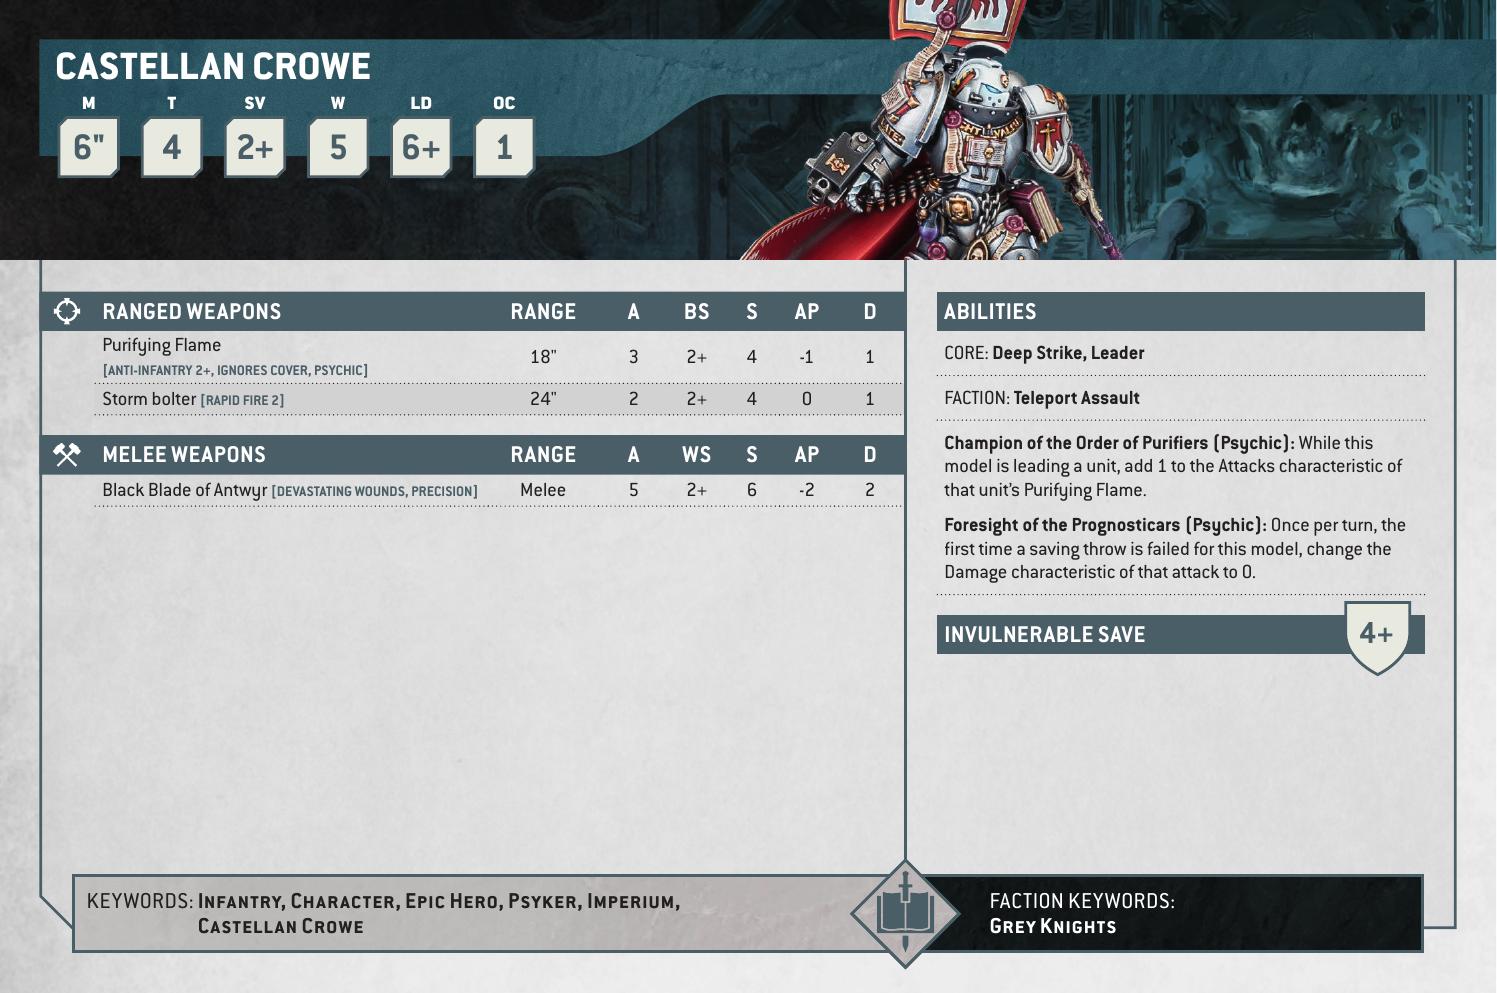 CASTELLAN CROWE
M T SV W LD OC
6" 4 2+ 5 6+ 1
RANGED WEAPONS RANGE A BS S AP D
Purifying Flame
[ANTI-INFANTRY 2+, IGNORES COVER, PSYCHIC] 18" 3 2+ 4 -1 1
Storm bolter [RAPID FIRE 2] 24" 2 2+ 4 0 1
MELEE WEAPONS RANGE A WS S AP D
Black Blade of Antwyr [DEVASTATING WOUNDS, PRECISION] Melee 5 2+ 6 -2 2
ABILITIES
CORE: Deep Strike, Leader
FACTION: Teleport Assault
Champion of the Order of Purifiers (Psychic): While this
model is leading a unit, add 1 to the Attacks characteristic of
that unit's Purifying Flame.
Foresight of the Prognosticars (Psychic): Once per turn, the
first time a saving throw is failed for this model, change the
Damage characteristic of that attack to 0.
INVULNERABLE SAVE 4+
KEYWORDS: INFANTRY, CHARACTER, EPIC HERO, PSYKER, IMPERIUM,
CASTELLAN CROWE
FACTION KEYWORDS:
GREY KNIGHTS